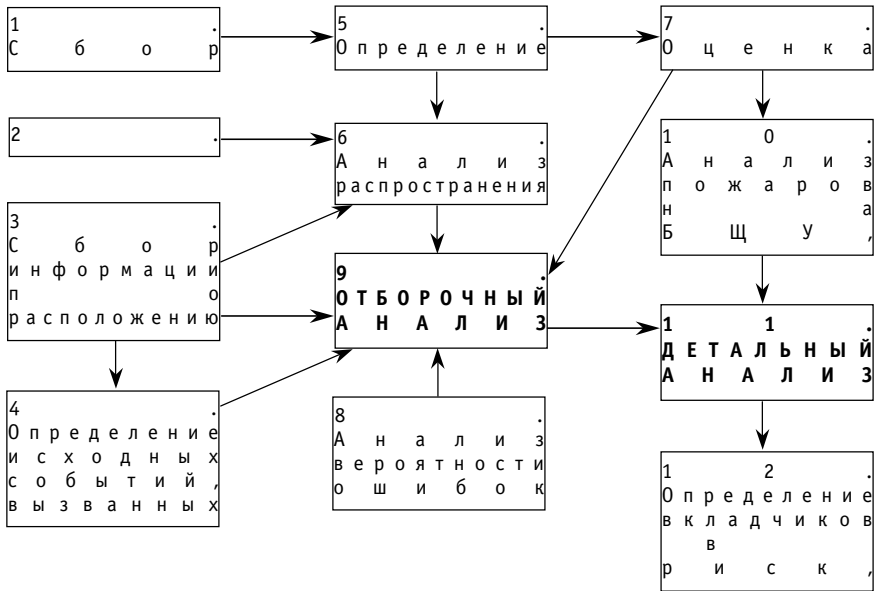 1.
Сбор
2.
3.
Сбор
информации
по
расположению
4.
Определение
исходных
событий,
вызванных
5.
Определение
6.
Анализ
распространения
9.
ОТБОРОЧНЫЙ
АНАЛИЗ
8.
Анализ
вероятности
ошибок
7.
Оценка
10.
Анализ
пожаров
на
БЩУ,
11.
ДЕТАЛЬНЫЙ
АНАЛИЗ
12.
Определение
вкладчиков
в
риск,